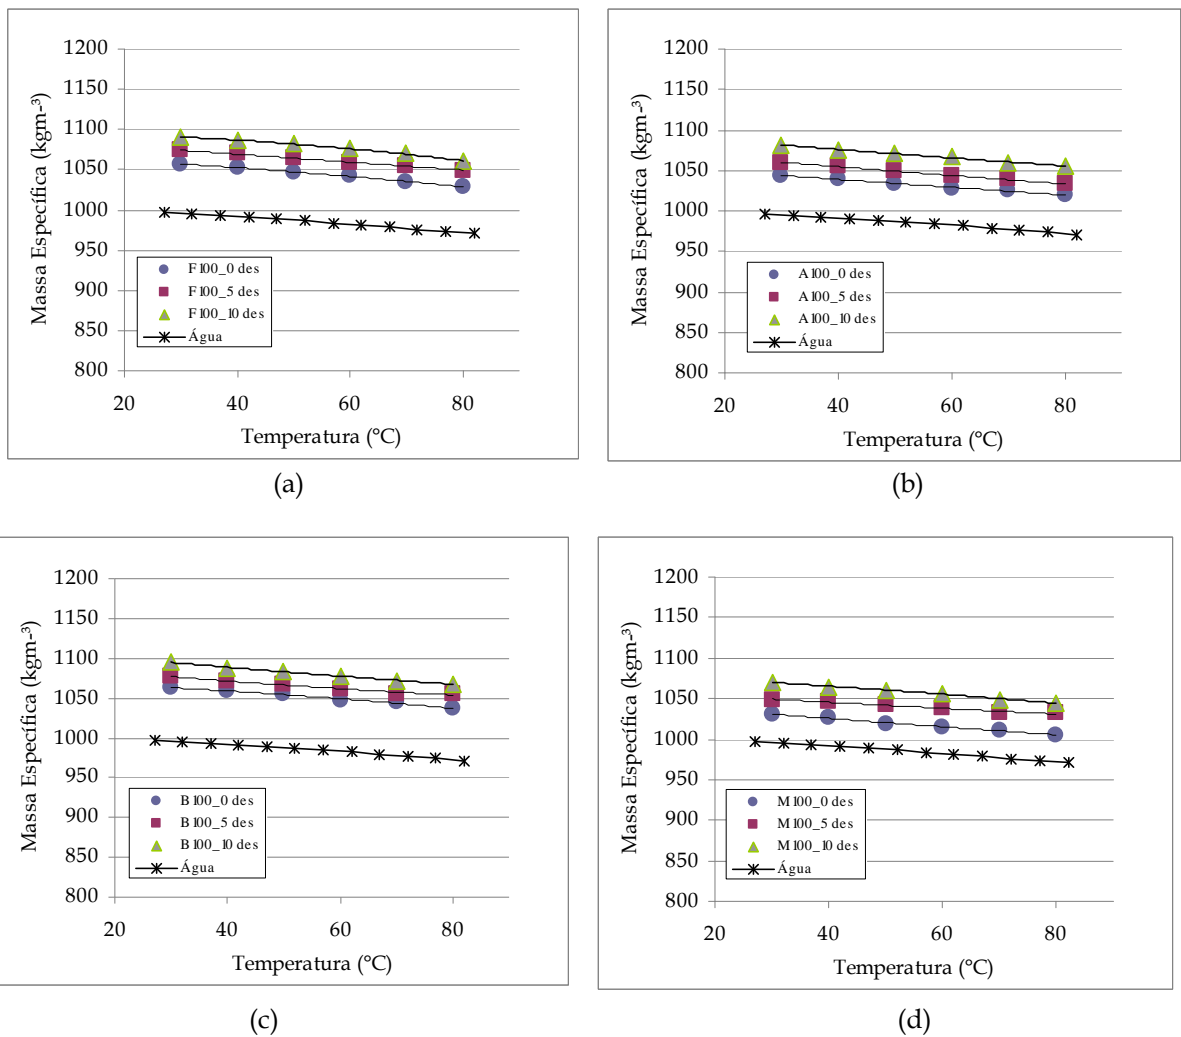 1200
1150
1100
1050
1000
950
900
850
800
Massa Específica (kgm-³)
F100_0 des
F100_5 des
F100_10 des
Água
20 40 60 80
Temperatura (°C)
(a)
1200
1150
1100
1050
1000
950
900
850
800
Massa Específica (kgm-³)
A100_0 des
A100_5 des
A100_10 des
Água
20 40 60 80
Temperatura (°C)
(b)
1200
1150
1100
1050
1000
950
900
850
800
Massa Específica (kgm-³)
B100_0 des
B100_5 des
B100_10 des
Água
20 40 60 80
Temperatura (°C)
(c)
1200
1150
1100
1050
1000
950
900
850
800
Massa Específica (kgm-³)
M100_0 des
M100_5 des
M100_10 des
Água
20 40 60 80
Temperatura (°C)
(d)